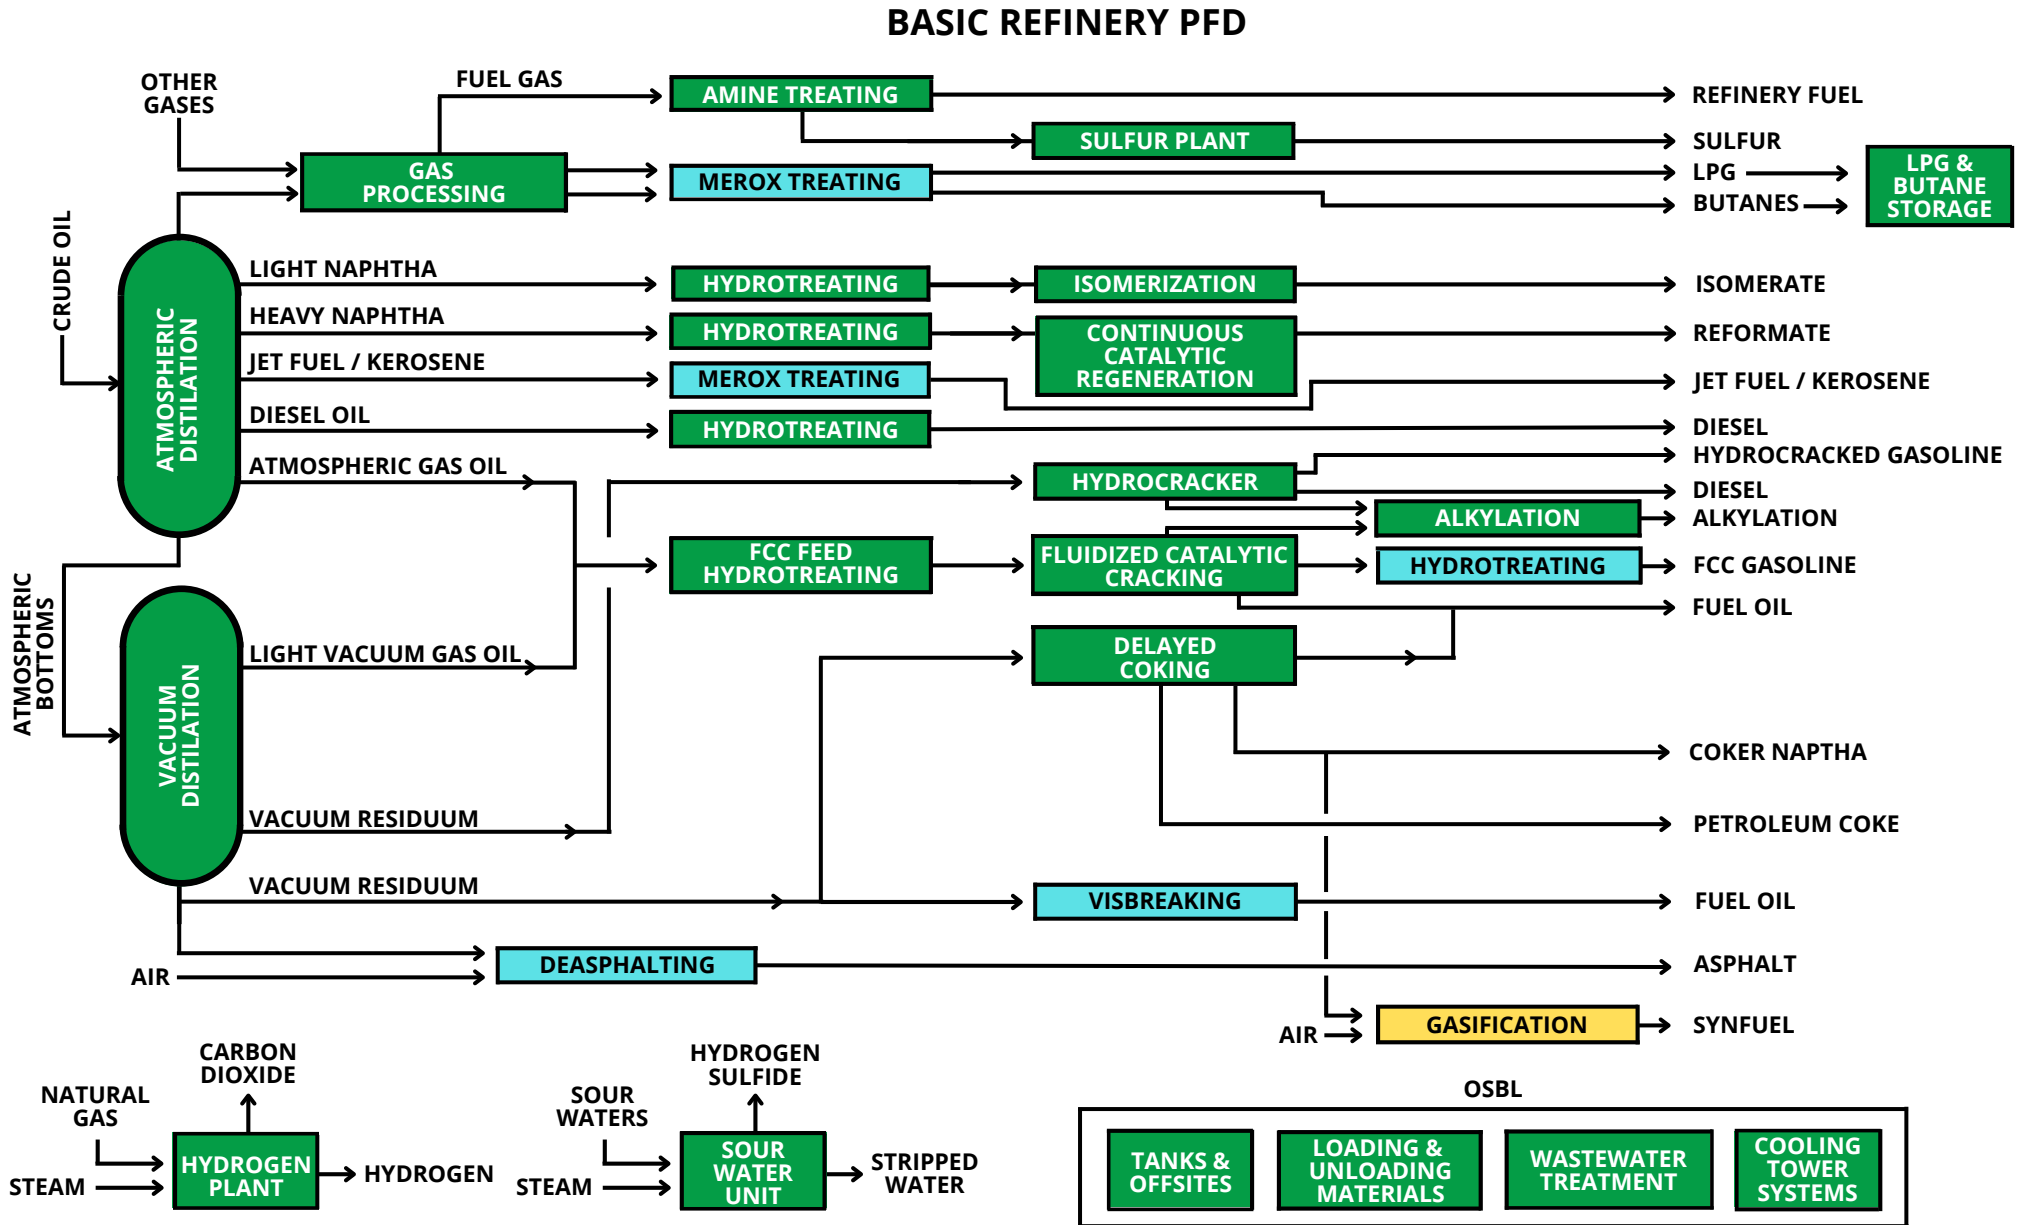 BASIC REFINERY PFD
OTHER
GASES
FUEL GAS
AMINE TREATING
REFINERY FUEL
SULFUR PLANT
SULFUR
GAS
PROCESSING
MEROX TREATING
LPG
BUTANES
LPG &
BUTANE
STORAGE
CRUDE OIL
ATMOSPHERIC
DISTILATION
LIGHT NAPHTHA
HYDROTREATING
ISOMERIZATION
ISOMERATE
HEAVY NAPHTHA
HYDROTREATING
CONTINUOUS
CATALYTIC
REGENERATION
REFORMATE
JET FUEL / KEROSENE
MEROX TREATING
JET FUEL / KEROSENE
DIESEL OIL
HYDROTREATING
DIESEL
ATMOSPHERIC GAS OIL
HYDROCRACKER
HYDROCRACKED GASOLINE
DIESEL
ALKYLATION
ALKYLATION
FCC FEED
HYDROTREATING
FLUIDIZED CATALYTIC
CRACKING
HYDROTREATING
FCC GASOLINE
FUEL OIL
ATMOSPHERIC
BOTTOMS
VACUUM
DISTILATION
LIGHT VACUUM GAS OIL
DELAYED
COKING
COKER NAPTHA
VACUUM RESIDUUM
PETROLEUM COKE
VACUUM RESIDUUM
VISBREAKING
FUEL OIL
AIR
DEASPHALTING
ASPHALT
AIR
GASIFICATION
SYNFUEL
NATURAL
GAS
STEAM
CARBON
DIOXIDE
HYDROGEN
PLANT
HYDROGEN
SOUR
WATERS
STEAM
HYDROGEN
SULFIDE
SOUR
WATER
UNIT
STRIPPED
WATER
OSBL
TANKS &
OFFSITES
LOADING &
UNLOADING
MATERIALS
WASTEWATER
TREATMENT
COOLING
TOWER
SYSTEMS